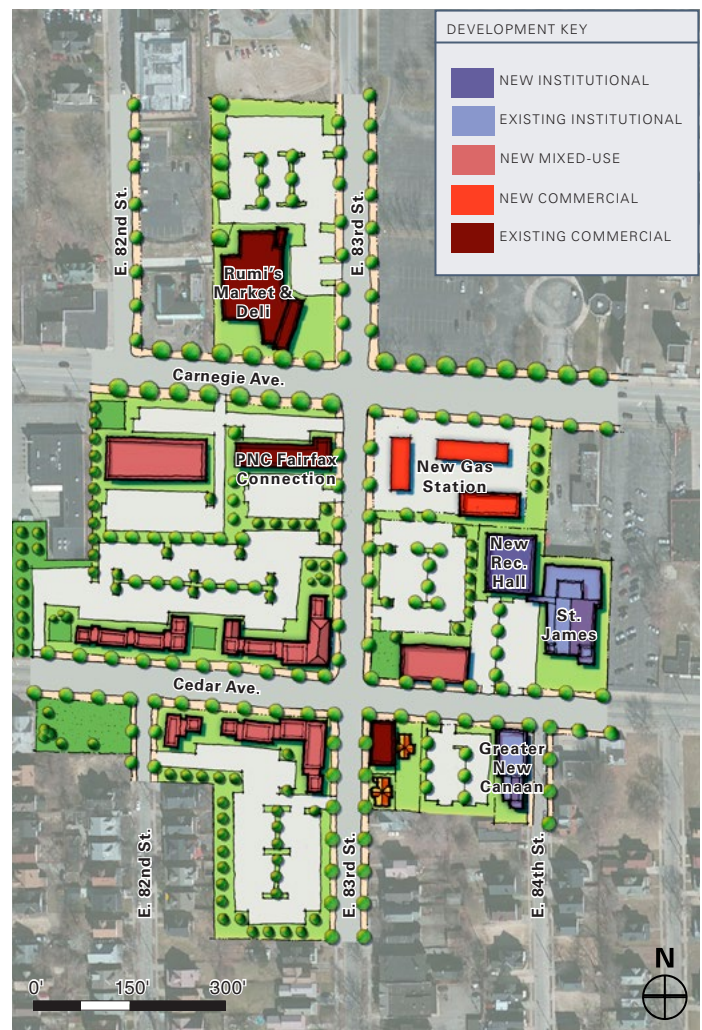 DEVELOPMENT KEY
NEW INSTITUTIONAL
EXISTING INSTITUTIONAL
NEW MIXED-USE
NEW COMMERCIAL
EXISTING COMMERCIAL
E. 82nd St.
E. 83rd St.
Rumi's
Market &
Deli
Carnegie Ave.
PNC Fairfax
Connection
New Gas
Station
New
Rec.
Hall
St.
James
Cedar Ave.
Greater
New
Canaan
E. 82nd St.
E. 83rd St.
E. 84th St.
N
0'
150'
300'